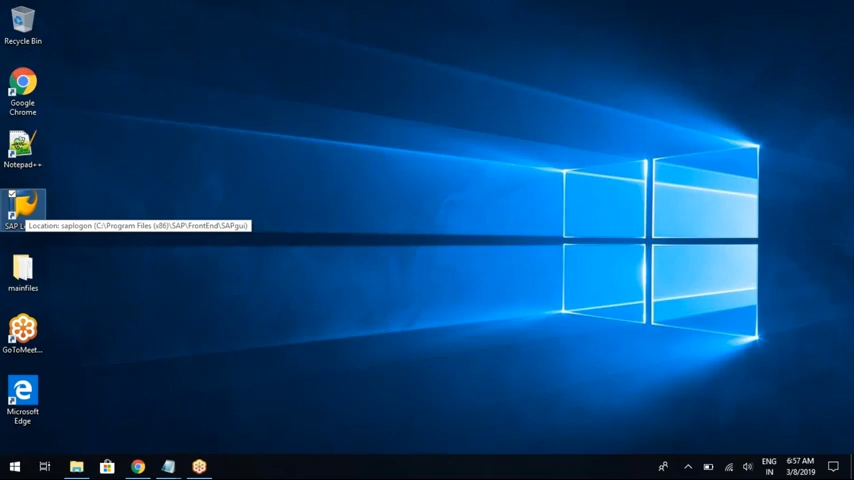 Recycle Bin
Google
Chrome
Notepad++
SAP
Location: saplogon (C:\Program Files (x86)\SAP\FrontEnd\SAPgui)
mainfiles
GoToMeet...
Microsoft
Edge
ENG
IN
6:57 AM
3/8/2019